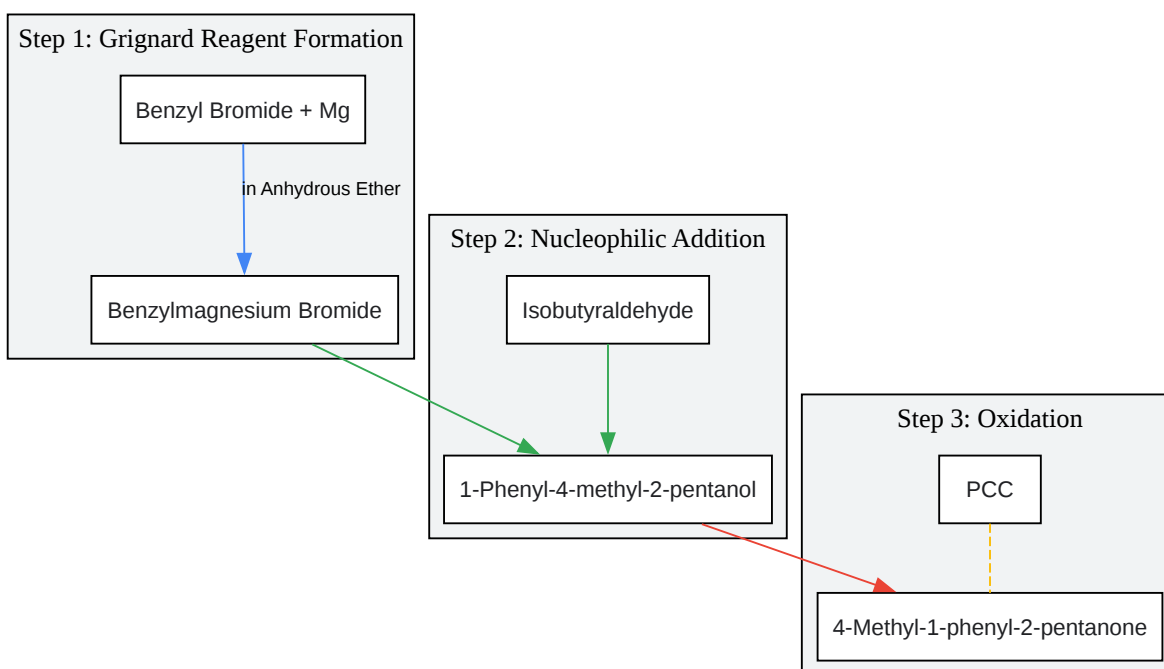 Step 1: Grignard Reagent Formation
Benzyl Bromide + Mg
in Anhydrous Ether
Benzylmagnesium Bromide
Step 2: Nucleophilic Addition
Isobutyraldehyde
1-Phenyl-4-methyl-2-pentanol
Step 3: Oxidation
PCC
4-Methyl-1-phenyl-2-pentanone